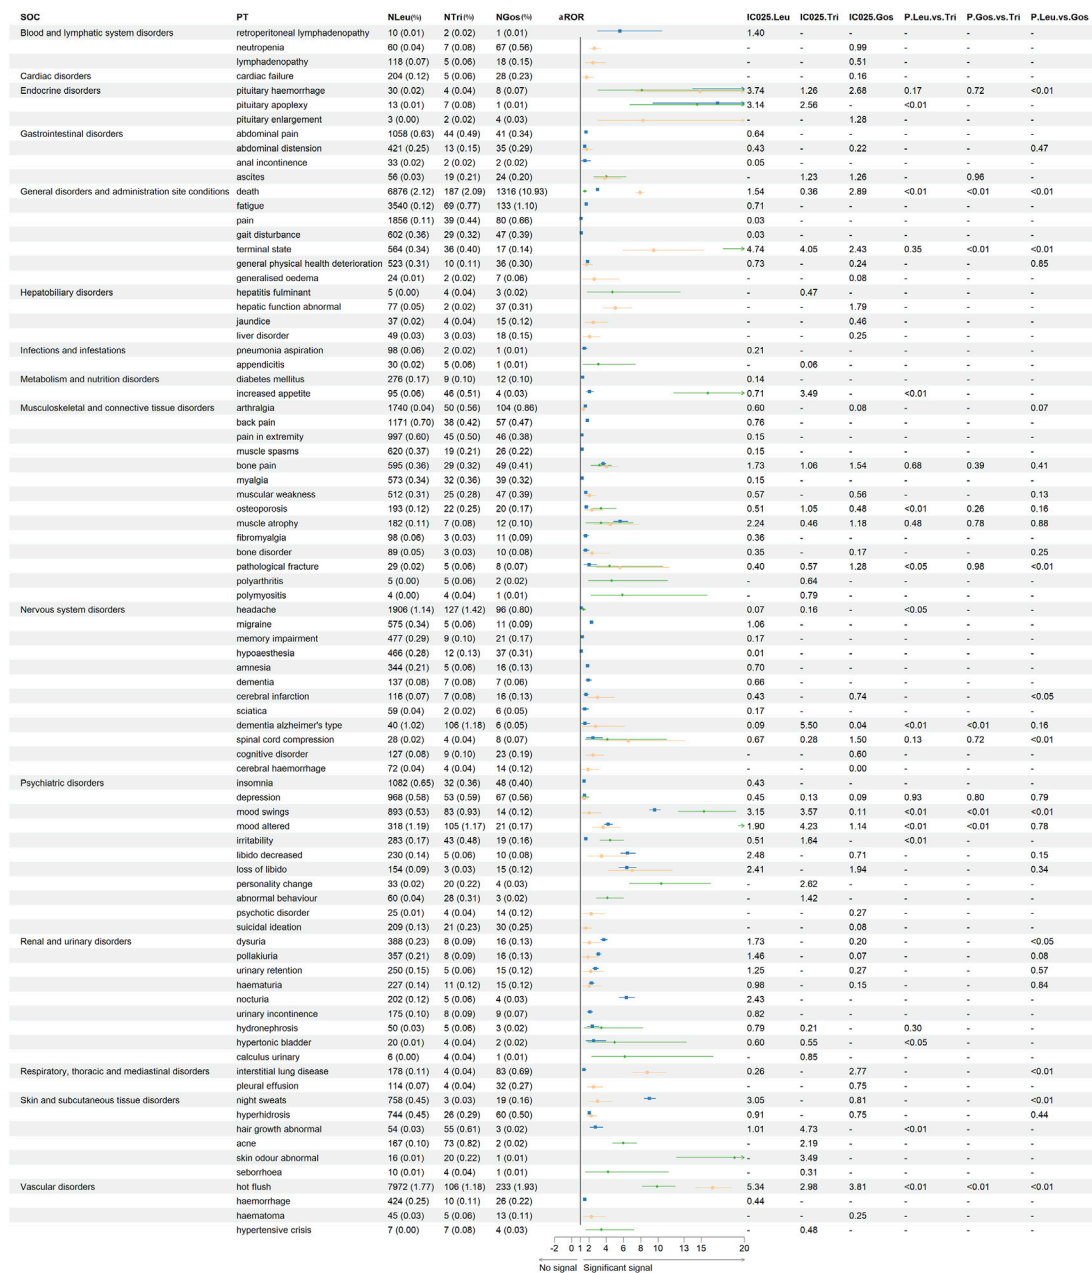 SOC PT NLeu(%) NTri(%) NGos(%) aROR IC025.Leu IC025.Tri IC025.Gos P.Leu.vs.Tri P.Gos.vs.Tri P.Leu.vs.Gos
Blood and lymphatic system disorders retroperitoneal lymphadenopathy 10 (0.01) 2 (0.02) 1 (0.01) 1.40 - - - - -
neutropenia 60 (0.04) 7 (0.08) 67 (0.56) - - 0.99 - - -
lymphadenopathy 118 (0.07) 5 (0.06) 18 (0.15) - - 0.51 - - -
Cardiac disorders cardiac failure 204 (0.12) 5 (0.06) 28 (0.23) - - 0.16 - - -
Endocrine disorders pituitary haemorrhage 30 (0.02) 4 (0.04) 8 (0.07) 3.74 1.26 2.68 0.17 0.72 <0.01
pituitary apoplexy 13 (0.01) 7 (0.08) 1 (0.01) 3.14 2.56 - <0.01 - -
pituitary enlargement 3 (0.00) 2 (0.02) 4 (0.03) - - 1.28 - - -
Gastrointestinal disorders abdominal pain 1058 (0.63) 44 (0.49) 41 (0.34) 0.64 - - - - -
abdominal distension 421 (0.25) 13 (0.15) 35 (0.29) 0.43 - 0.22 - - 0.47
anal incontinence 33 (0.02) 2 (0.02) 2 (0.02) 0.05 - - - - -
ascites 56 (0.03) 19 (0.21) 24 (0.20) - 1.23 1.26 - 0.96 -
General disorders and administration site conditions death 6876 (2.12) 187 (2.09) 1316 (10.93) 1.54 0.36 2.89 <0.01 <0.01 <0.01
fatigue 3540 (0.12) 69 (0.77) 133 (1.10) 0.71 - - - - -
pain 1856 (0.11) 39 (0.44) 80 (0.66) 0.03 - - - - -
gait disturbance 602 (0.36) 29 (0.32) 47 (0.39) 0.03 - - - - -
terminal state 564 (0.34) 36 (0.40) 17 (0.14) 4.74 4.05 2.43 0.35 <0.01 <0.01
general physical health deterioration 523 (0.31) 10 (0.11) 36 (0.30) 0.73 - 0.24 - - 0.85
generalised oedema 24 (0.01) 2 (0.02) 7 (0.06) - - 0.08 - - -
Hepatobiliary disorders hepatitis fulminant 5 (0.00) 4 (0.04) 3 (0.02) - 0.47 - - - -
hepatic function abnormal 77 (0.05) 2 (0.02) 37 (0.31) - - 1.79 - - -
jaundice 37 (0.02) 4 (0.04) 15 (0.12) - - 0.46 - - -
liver disorder 49 (0.03) 3 (0.03) 18 (0.15) - - 0.25 - - -
Infections and infestations pneumonia aspiration 98 (0.06) 2 (0.02) 1 (0.01) 0.21 - - - - -
appendicitis 30 (0.02) 5 (0.06) 1 (0.01) - 0.06 - - - -
Metabolism and nutrition disorders diabetes mellitus 276 (0.17) 9 (0.10) 12 (0.10) 0.14 - - - - -
increased appetite 95 (0.06) 46 (0.51) 4 (0.03) 0.71 3.49 - <0.01 - -
Musculoskeletal and connective tissue disorders arthralgia 1740 (0.04) 50 (0.56) 104 (0.86) 0.60 - 0.08 - - 0.07
back pain 1171 (0.70) 38 (0.42) 57 (0.47) 0.76 - - - - -
pain in extremity 997 (0.60) 45 (0.50) 46 (0.38) 0.15 - - - - -
muscle spasms 620 (0.37) 19 (0.21) 26 (0.22) 0.15 - - - - -
bone pain 595 (0.36) 29 (0.32) 49 (0.41) 1.73 1.06 1.54 0.68 0.39 0.41
myalgia 573 (0.34) 32 (0.36) 39 (0.32) 0.15 - - - - -
muscular weakness 512 (0.31) 25 (0.28) 47 (0.39) 0.57 - 0.56 - - 0.13
osteoporosis 193 (0.12) 22 (0.25) 20 (0.17) 0.51 1.05 0.48 <0.01 0.26 0.16
muscle atrophy 182 (0.11) 7 (0.08) 12 (0.10) 2.24 0.46 1.18 0.48 0.78 0.88
fibromyalgia 98 (0.06) 3 (0.03) 11 (0.09) 0.36 - - - - -
bone disorder 89 (0.05) 3 (0.03) 10 (0.08) 0.35 - 0.17 - - 0.25
pathological fracture 29 (0.02) 5 (0.06) 8 (0.07) 0.40 0.57 1.28 <0.05 0.98 <0.01
polyarthritis 5 (0.00) 5 (0.06) 2 (0.02) - 0.64 - - - -
polymyositis 4 (0.00) 4 (0.04) 1 (0.01) - 0.79 - - - -
Nervous system disorders headache 1906 (1.14) 127 (1.42) 96 (0.80) 0.07 0.16 - <0.05 - -
migraine 575 (0.34) 5 (0.06) 11 (0.09) 1.06 - - - - -
memory impairment 477 (0.29) 9 (0.10) 21 (0.17) 0.17 - - - - -
hypoaesthesia 466 (0.28) 12 (0.13) 37 (0.31) 0.01 - - - - -
amnesia 344 (0.21) 5 (0.06) 16 (0.13) 0.70 - - - - -
dementia 137 (0.08) 7 (0.08) 7 (0.06) 0.66 - - - - -
cerebral infarction 116 (0.07) 7 (0.08) 16 (0.13) 0.43 - 0.74 - - <0.05
sciatica 59 (0.04) 2 (0.02) 6 (0.05) 0.17 - - - - -
dementia alzheimer's type 40 (1.02) 106 (1.18) 6 (0.05) 0.09 5.50 0.04 <0.01 <0.01 0.16
spinal cord compression 28 (0.02) 4 (0.04) 8 (0.07) 0.67 0.28 1.50 0.13 0.72 <0.01
cognitive disorder 127 (0.08) 9 (0.10) 23 (0.19) - - 0.60 - - -
cerebral haemorrhage 72 (0.04) 4 (0.04) 14 (0.12) - - 0.00 - - -
Psychiatric disorders insomnia 1082 (0.65) 32 (0.36) 48 (0.40) 0.43 - - - - -
depression 968 (0.58) 53 (0.59) 67 (0.56) 0.45 0.13 0.09 0.93 0.80 0.79
mood swings 893 (0.53) 83 (0.93) 14 (0.12) 3.15 3.57 0.11 <0.01 <0.01 <0.01
mood altered 318 (1.19) 105 (1.17) 21 (0.17) 1.90 4.23 1.14 <0.01 <0.01 0.78
irritability 283 (0.17) 43 (0.48) 19 (0.16) 0.51 1.64 - <0.01 - -
libido decreased 230 (0.14) 5 (0.06) 10 (0.08) 2.48 - 0.71 - - 0.15
loss of libido 154 (0.09) 3 (0.03) 15 (0.12) 2.41 - 1.94 - - 0.34
personality change 33 (0.02) 20 (0.22) 4 (0.03) - 2.62 - - - -
abnormal behaviour 60 (0.04) 28 (0.31) 3 (0.02) - 1.42 - - - -
psychotic disorder 25 (0.01) 4 (0.04) 14 (0.12) - - 0.27 - - -
suicidal ideation 209 (0.13) 21 (0.23) 30 (0.25) - - 0.08 - - -
Renal and urinary disorders dysuria 388 (0.23) 8 (0.09) 16 (0.13) 1.73 - 0.20 - - <0.05
pollakiuria 357 (0.21) 8 (0.09) 16 (0.13) 1.46 - 0.07 - - 0.08
urinary retention 250 (0.15) 5 (0.06) 15 (0.12) 1.25 - 0.27 - - 0.57
haematuria 227 (0.14) 11 (0.12) 15 (0.12) 0.98 - 0.15 - - 0.84
nocturia 202 (0.12) 5 (0.06) 4 (0.03) 2.43 - - - - -
urinary incontinence 175 (0.10) 8 (0.09) 9 (0.07) 0.82 - - - - -
hydronephrosis 50 (0.03) 5 (0.06) 3 (0.02) 0.79 0.21 - 0.30 - -
hypertonic bladder 20 (0.01) 4 (0.04) 2 (0.02) 0.60 0.55 - <0.05 - -
calculus urinary 6 (0.00) 4 (0.04) 1 (0.01) - 0.85 - - - -
Respiratory, thoracic and mediastinal disorders interstitial lung disease 178 (0.11) 4 (0.04) 83 (0.69) 0.26 - 2.77 - - <0.01
pleural effusion 114 (0.07) 4 (0.04) 32 (0.27) - - 0.75 - - -
Skin and subcutaneous tissue disorders night sweats 758 (0.45) 3 (0.03) 19 (0.16) 3.05 - 0.81 - - <0.01
hyperhidrosis 744 (0.45) 26 (0.29) 60 (0.50) 0.91 - 0.75 - - 0.44
hair growth abnormal 54 (0.03) 55 (0.61) 3 (0.02) 1.01 4.73 - <0.01 - -
acne 167 (0.10) 73 (0.82) 2 (0.02) - 2.19 - - - -
skin odour abnormal 16 (0.01) 20 (0.22) 1 (0.01) - 3.49 - - - -
seborrhoea 10 (0.01) 4 (0.04) 1 (0.01) - 0.31 - - - -
Vascular disorders hot flush 7972 (1.77) 106 (1.18) 233 (1.93) 5.34 2.98 3.81 <0.01 <0.01 <0.01
haemorrhage 424 (0.25) 10 (0.11) 26 (0.22) 0.44 - - - - -
haematoma 45 (0.03) 5 (0.06) 13 (0.11) - - 0.25 - - -
hypertensive crisis 7 (0.00) 7 (0.08) 4 (0.03) - 0.48 - - - -
-2 0 1 2 4 6 8 10 13 15 20
No signal Significant signal